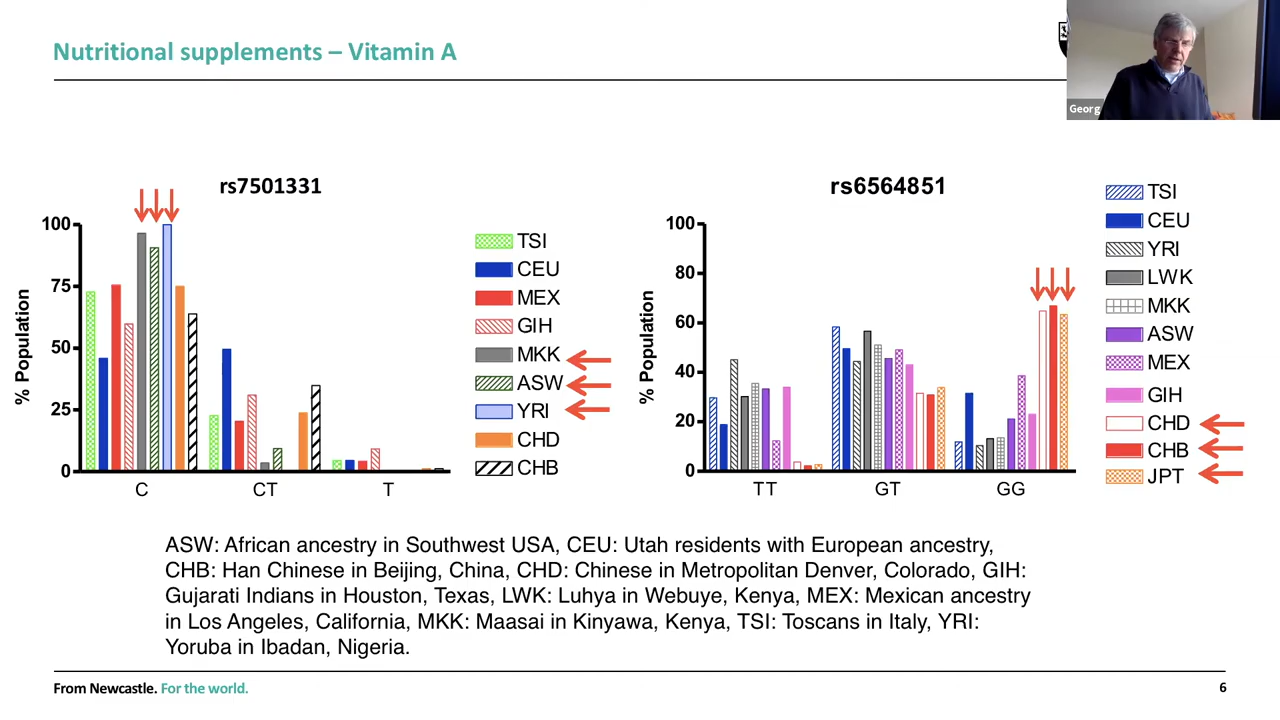 Nutritional supplements – Vitamin A
Georg
rs7501331
% Population
100
75
50
25
0
C
CT
T
TSI
CEU
MEX
GIH
MKK
ASW
YRI
CHD
CHB
rs6564851
% Population
100
80
60
40
20
0
TT
GT
GG
TSI
CEU
YRI
LWK
MKK
ASW
MEX
GIH
CHD
CHB
JPT
ASW: African ancestry in Southwest USA, CEU: Utah residents with European ancestry,
CHB: Han Chinese in Beijing, China, CHD: Chinese in Metropolitan Denver, Colorado, GIH:
Gujarati Indians in Houston, Texas, LWK: Luhya in Webuye, Kenya, MEX: Mexican ancestry
in Los Angeles, California, MKK: Maasai in Kinyawa, Kenya, TSI: Toscans in Italy, YRI:
Yoruba in Ibadan, Nigeria.
From Newcastle. For the world.
6